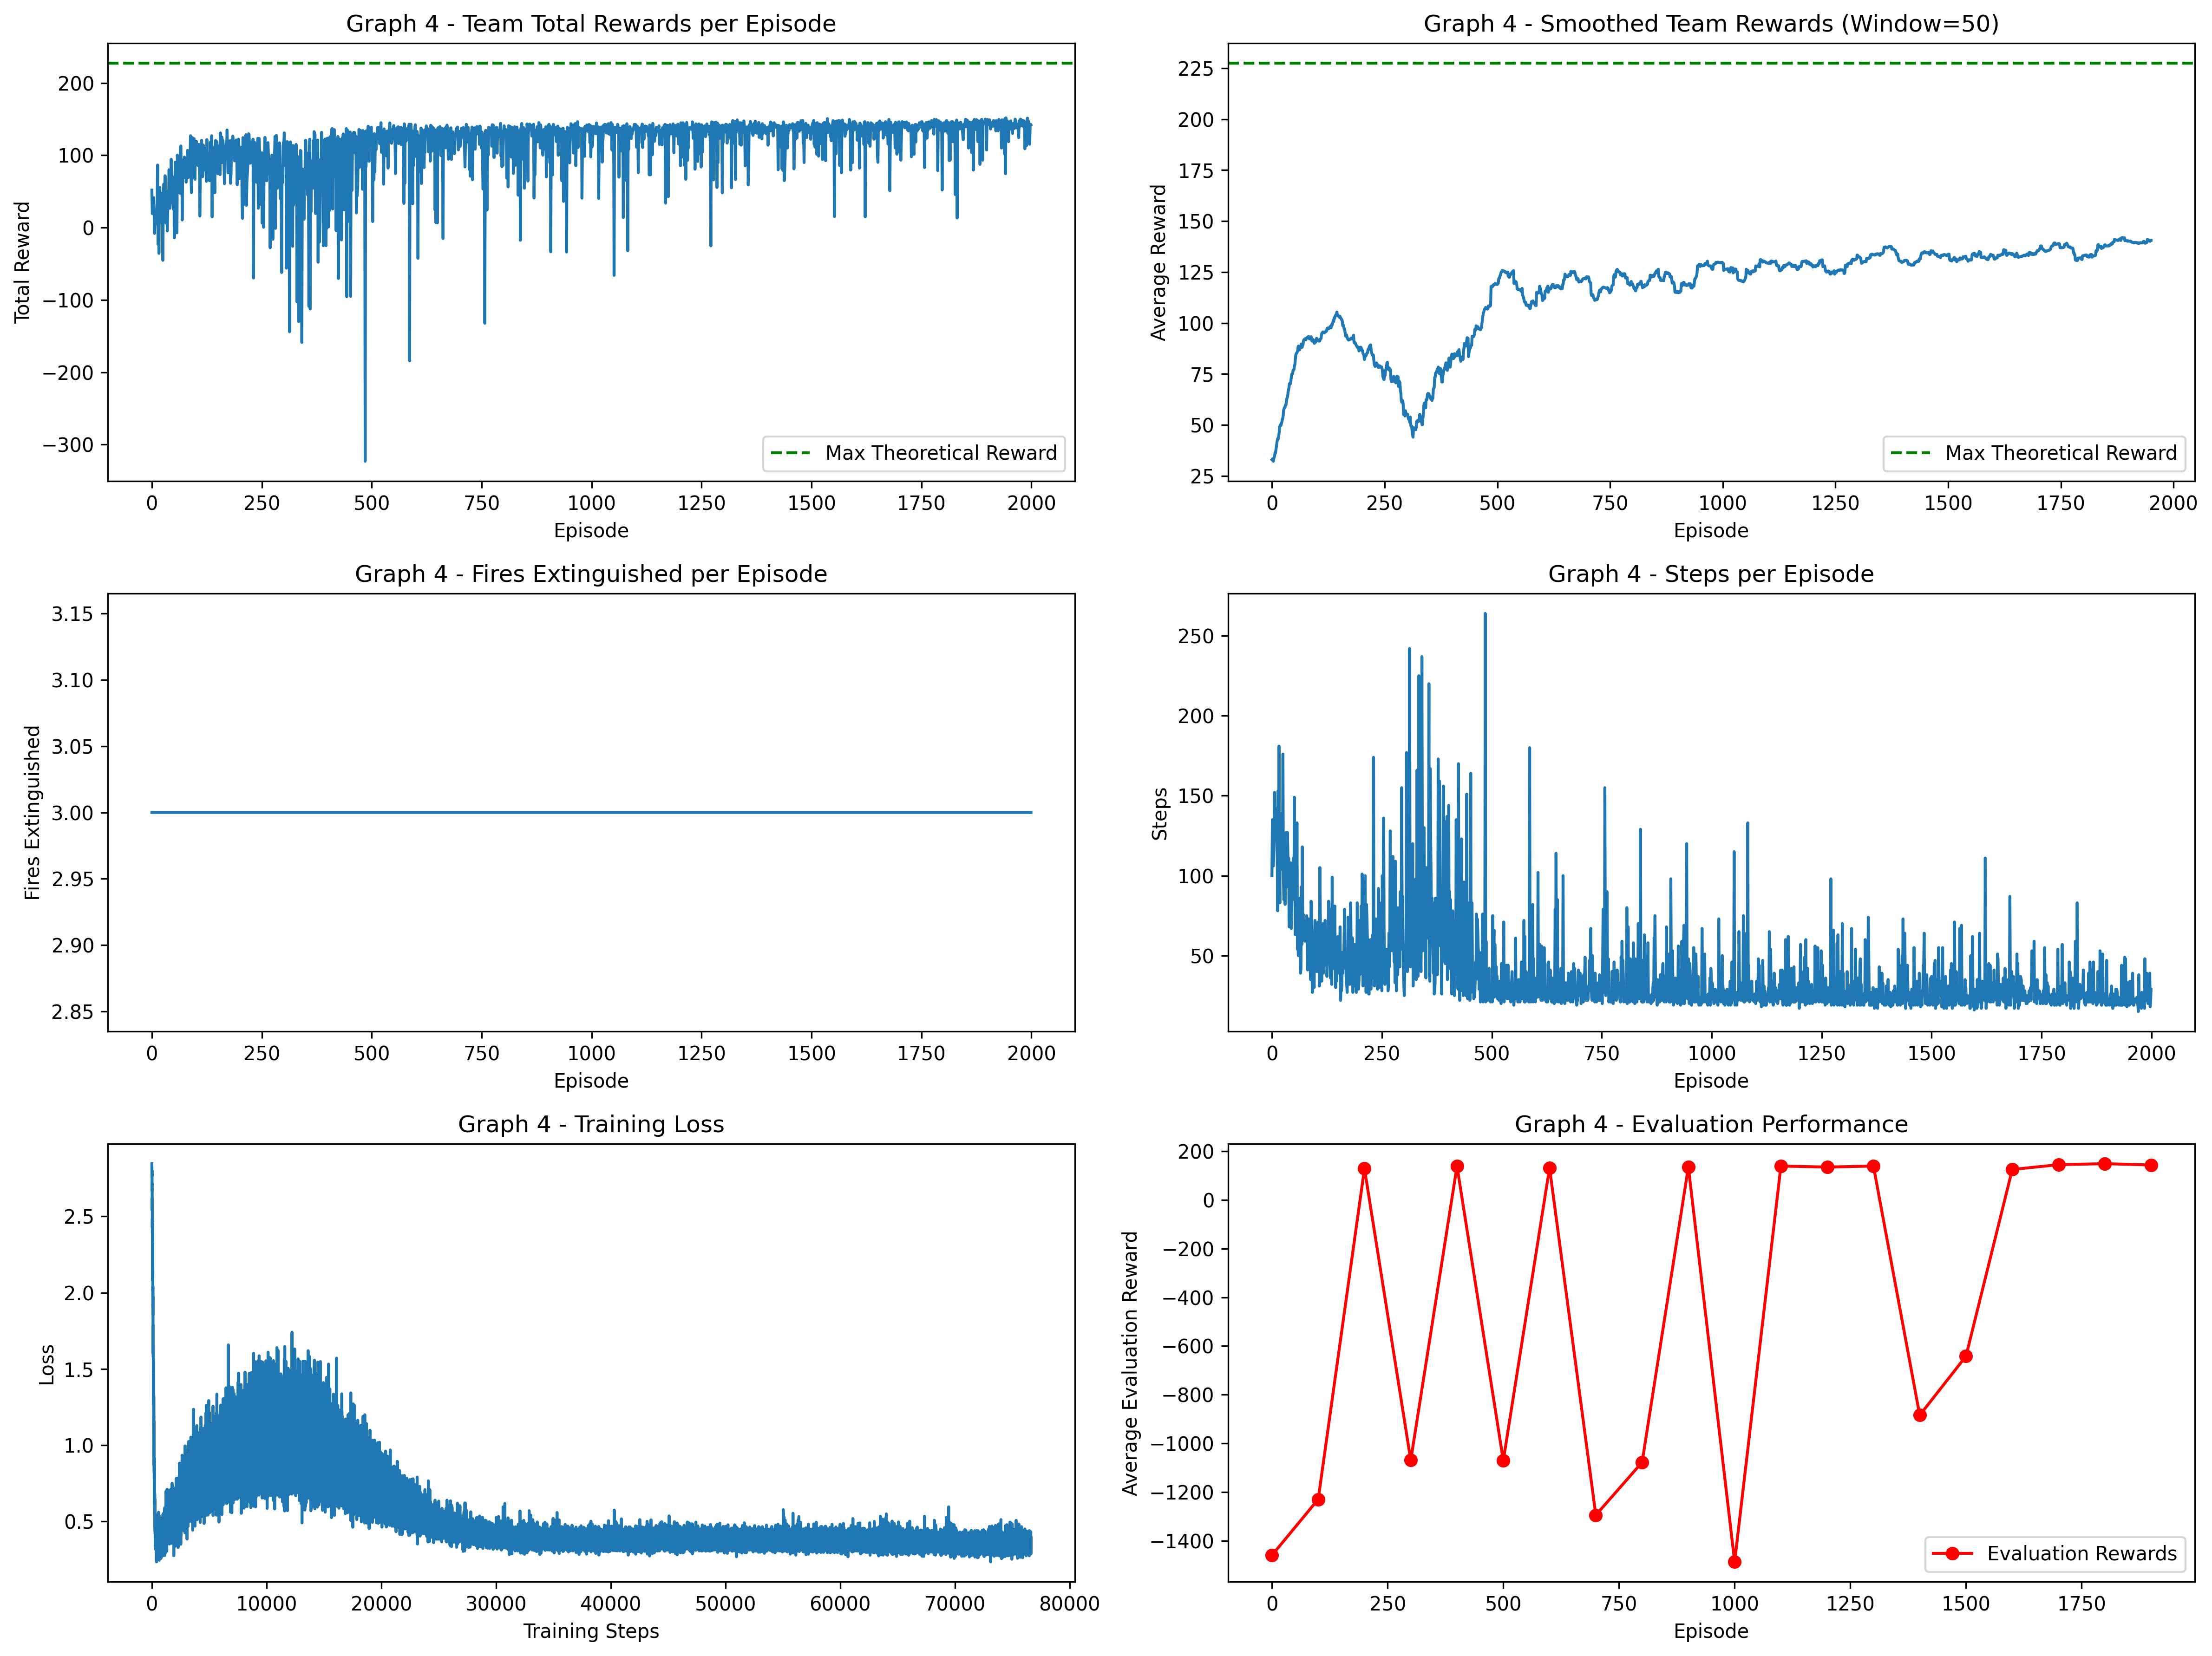 Graph 4 - Team Total Rewards per Episode
Total Reward
200
100
0
−100
−200
−300
Max Theoretical Reward
0 250 500 750 1000 1250 1500 1750 2000
Episode
Graph 4 - Smoothed Team Rewards (Window=50)
Average Reward
225
200
175
150
125
100
75
50
25
Max Theoretical Reward
0 250 500 750 1000 1250 1500 1750 2000
Episode
Graph 4 - Fires Extinguished per Episode
Fires Extinguished
3.15
3.10
3.05
3.00
2.95
2.90
2.85
0 250 500 750 1000 1250 1500 1750 2000
Episode
Graph 4 - Steps per Episode
Steps
250
200
150
100
50
0 250 500 750 1000 1250 1500 1750 2000
Episode
Graph 4 - Training Loss
Loss
2.5
2.0
1.5
1.0
0.5
0 10000 20000 30000 40000 50000 60000 70000 80000
Training Steps
Graph 4 - Evaluation Performance
Average Evaluation Reward
200
0
−200
−400
−600
−800
−1000
−1200
−1400
Evaluation Rewards
0 250 500 750 1000 1250 1500 1750
Episode